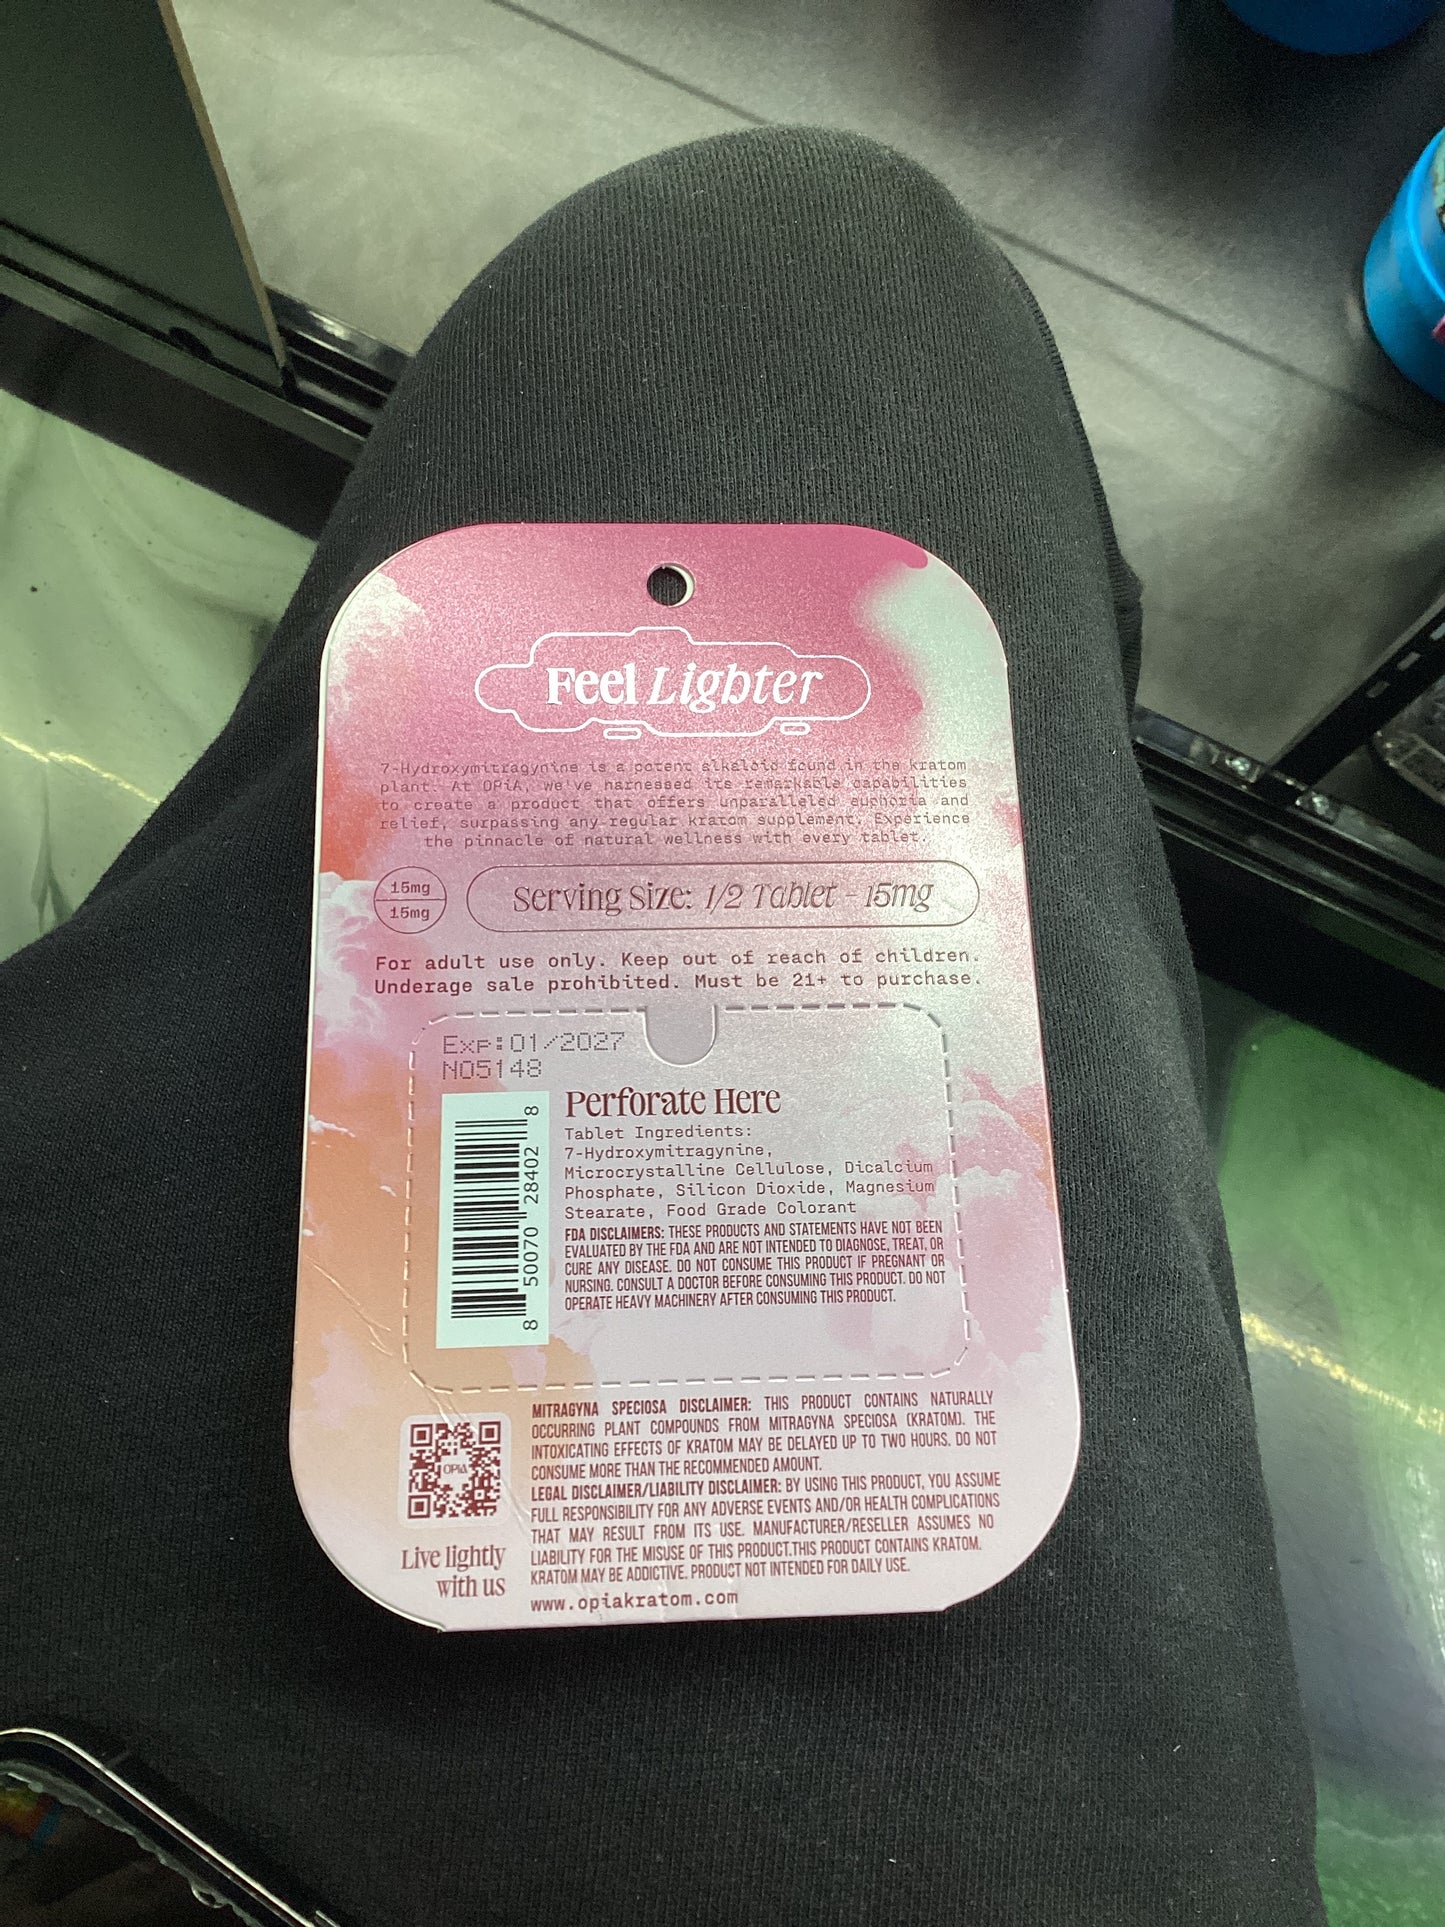 Feel Lighter
7-Hydroxymitragynine is a potent alkaloid found in the kratom
plant. At OPiA, we've harnessed its remarkable capabilities
to create a product that offers unparalleled euphoria and
relief, surpassing any regular kratom supplement. Experience
the pinnacle of natural wellness with every tablet.
15mg
15mg
Serving Size: 1/2 Tablet - 15mg
For adult use only. Keep out of reach of children.
Underage sale prohibited. Must be 21+ to purchase.
Exp:01/2027
N05148
8 50070 28402 8
Perforate Here
Tablet Ingredients:
7-Hydroxymitragynine,
Microcrystalline Cellulose, Dicalcium
Phosphate, Silicon Dioxide, Magnesium
Stearate, Food Grade Colorant
FDA DISCLAIMERS: THESE PRODUCTS AND STATEMENTS HAVE NOT BEEN
EVALUATED BY THE FDA AND ARE NOT INTENDED TO DIAGNOSE, TREAT, OR
CURE ANY DISEASE. DO NOT CONSUME THIS PRODUCT IF PREGNANT OR
NURSING. CONSULT A DOCTOR BEFORE CONSUMING THIS PRODUCT. DO NOT
OPERATE HEAVY MACHINERY AFTER CONSUMING THIS PRODUCT.
MITRAGYNA SPECIOSA DISCLAIMER: THIS PRODUCT CONTAINS NATURALLY
OCCURRING PLANT COMPOUNDS FROM MITRAGYNA SPECIOSA (KRATOM). THE
INTOXICATING EFFECTS OF KRATOM MAY BE DELAYED UP TO TWO HOURS. DO NOT
CONSUME MORE THAN THE RECOMMENDED AMOUNT.
LEGAL DISCLAIMER/LIABILITY DISCLAIMER: BY USING THIS PRODUCT, YOU ASSUME
FULL RESPONSIBILITY FOR ANY ADVERSE EVENTS AND/OR HEALTH COMPLICATIONS
THAT MAY RESULT FROM ITS USE. MANUFACTURER/RESELLER ASSUMES NO
LIABILITY FOR THE MISUSE OF THIS PRODUCT.THIS PRODUCT CONTAINS KRATOM.
KRATOM MAY BE ADDICTIVE. PRODUCT NOT INTENDED FOR DAILY USE.
www.opiakratom.com
OPiA
Live lightly
with us